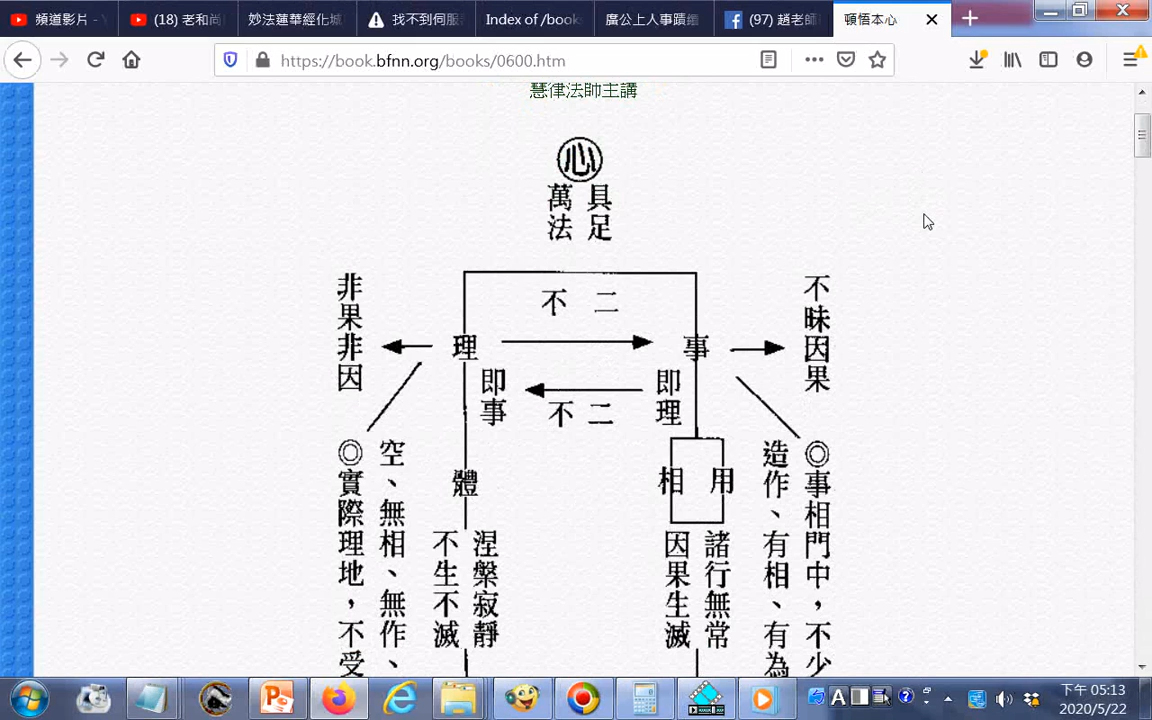 頻道影片 -
(18) 老和尚
妙法蓮華經化城
找不到伺服
Index of /book
廣公上人事蹟
(97) 趙老師
頓悟本心
https://book.bfnn.org/books/0600.htm
慧律法師主講
心
具足
萬法
不二
不昧因果
事
理
非果非因
即理
即事
不二
◎事相門中，不少
造作、有相、有為
用
相
諸行無常
因果生滅
體
涅槃寂靜
不生不滅
空、無相、無作、
◎實際理地，不受
下午 05:13
2020/5/22